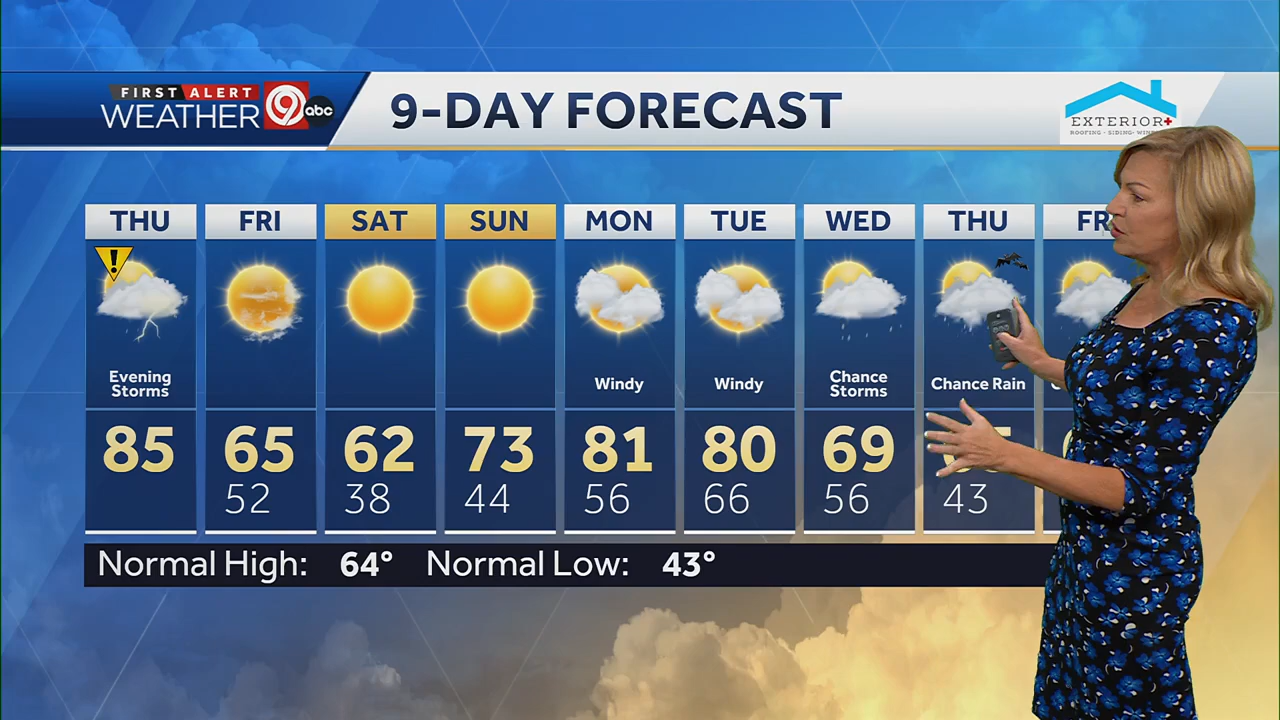 FIRST ALERT
WEATHER 9 abc
9-DAY FORECAST
EXTERIOR+
ROOFING - SIDING -
THU FRI SAT SUN MON TUE WED THU
!
Evening
Storms
Windy
Windy
Chance
Storms
Chance Rain
85 65 62 73 81 80 69
52 38 44 56 66 56 43
Normal High: 64° Normal Low: 43°